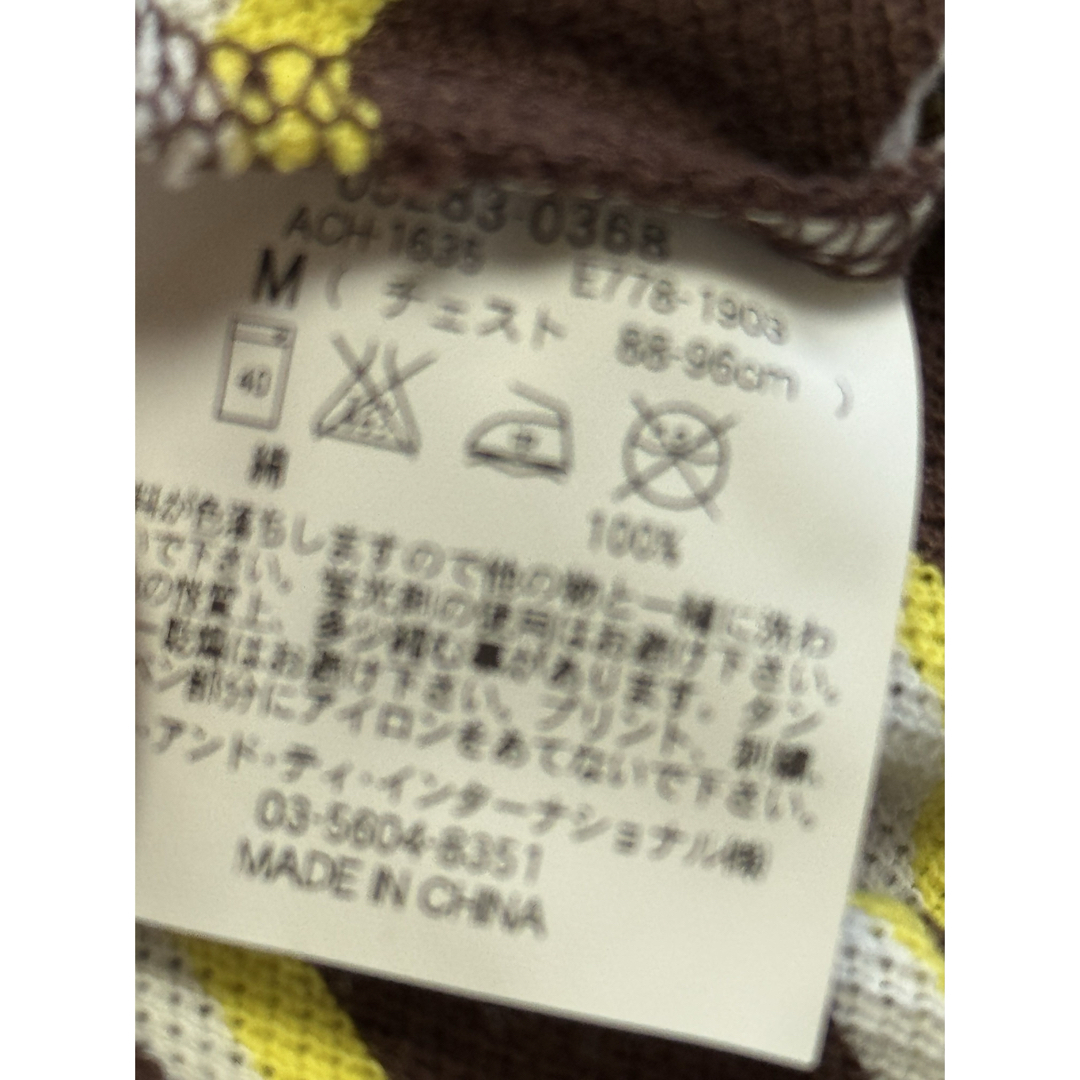 83-0368
ACH-1635 E778-1903
M ( チェスト 88-96cm )
40
綿 100%
が色落ちしますので他の物と一緒に洗わ
で下さい。蛍光剤の使用はお避け下さい。
の性質上、多少縮む事があります。タン
ー乾燥はお避け下さい。プリント、刺繍、
ン部分にアイロンをあてないで下さい。
アンド・ティ・インターナショナル㈱
03-5604-8351
MADE IN CHINA